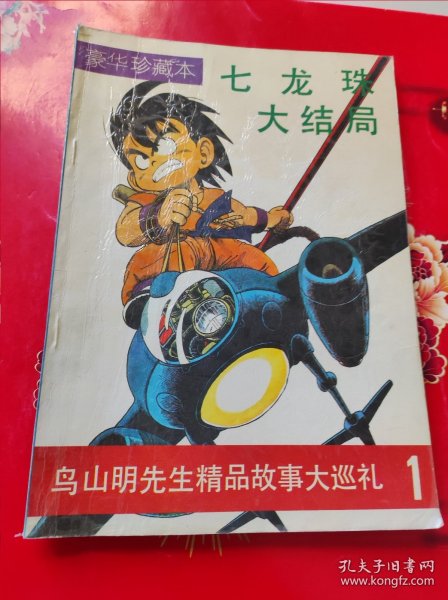 豪华珍藏本
七龙珠
大结局
鸟山明先生精品故事大巡礼 1
孔夫子旧书网
www.kongfz.com